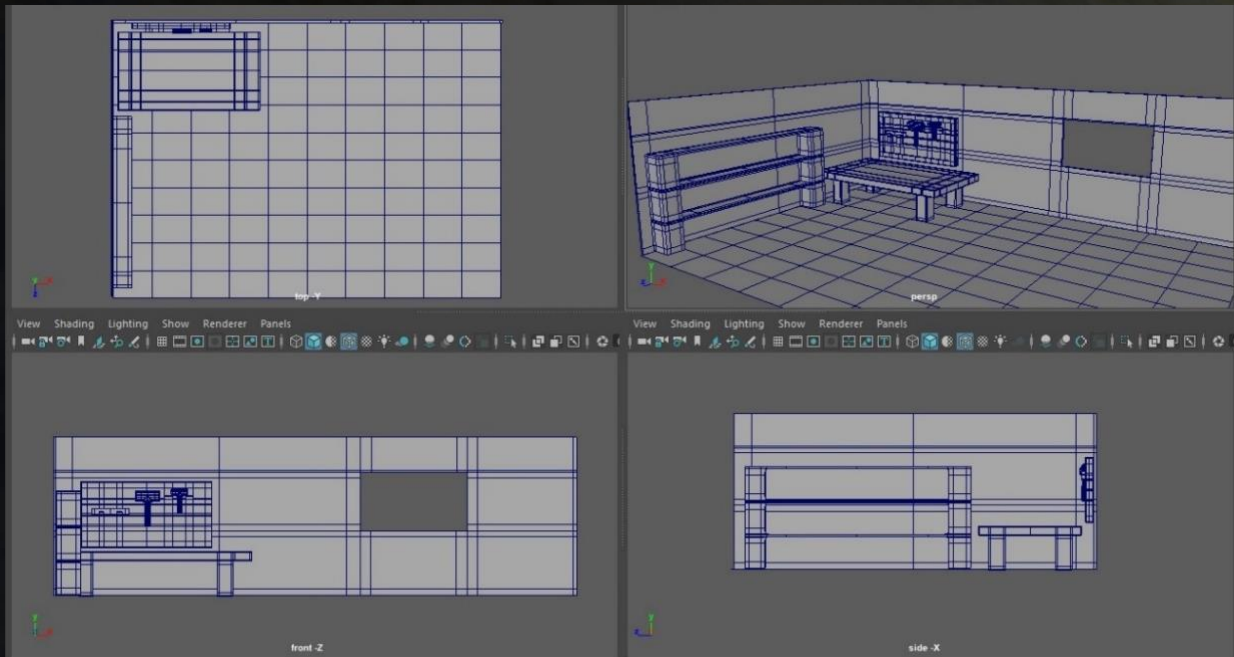 top -Y
persp
View Shading Lighting Show Renderer Panels
View Shading Lighting Show Renderer Panels
front -Z
side -X